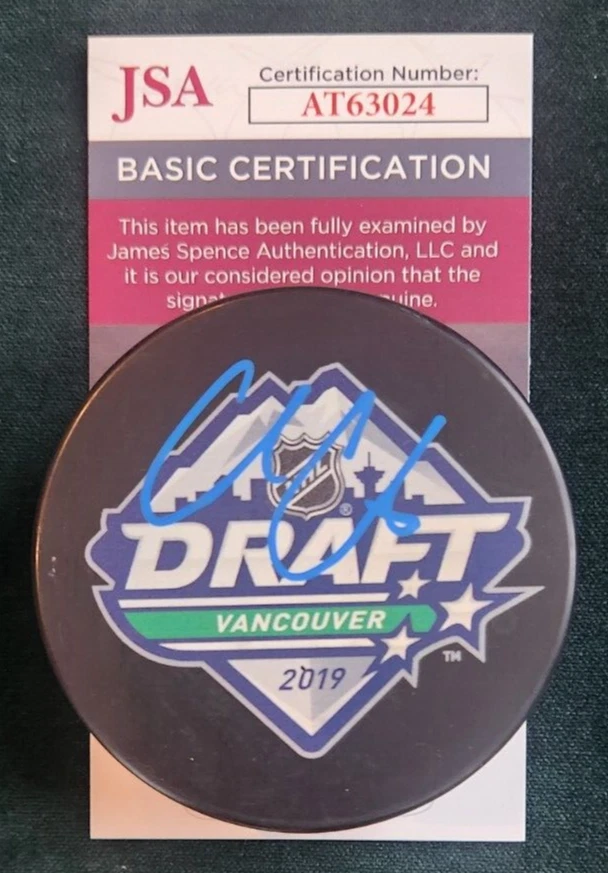 JSA
Certification Number:
AT63024
BASIC CERTIFICATION
This item has been fully examined by
James Spence Authentication, LLC and
it is our considered opinion that the
NHL
®
DRAFT
VANCOUVER
2019
TM